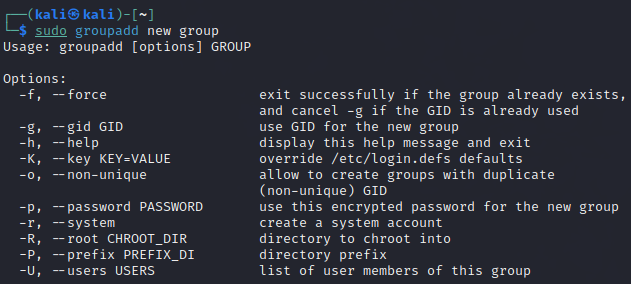 ┌──(kali㉿kali)-[~]
└─$ sudo groupadd new group
Usage: groupadd [options] GROUP
Options:
-f, --force exit successfully if the group already exists,
and cancel -g if the GID is already used
-g, --gid GID use GID for the new group
-h, --help display this help message and exit
-K, --key KEY=VALUE override /etc/login.defs defaults
-o, --non-unique allow to create groups with duplicate
(non-unique) GID
-p, --password PASSWORD use this encrypted password for the new group
-r, --system create a system account
-R, --root CHROOT_DIR directory to chroot into
-P, --prefix PREFIX_DI directory prefix
-U, --users USERS list of user members of this group